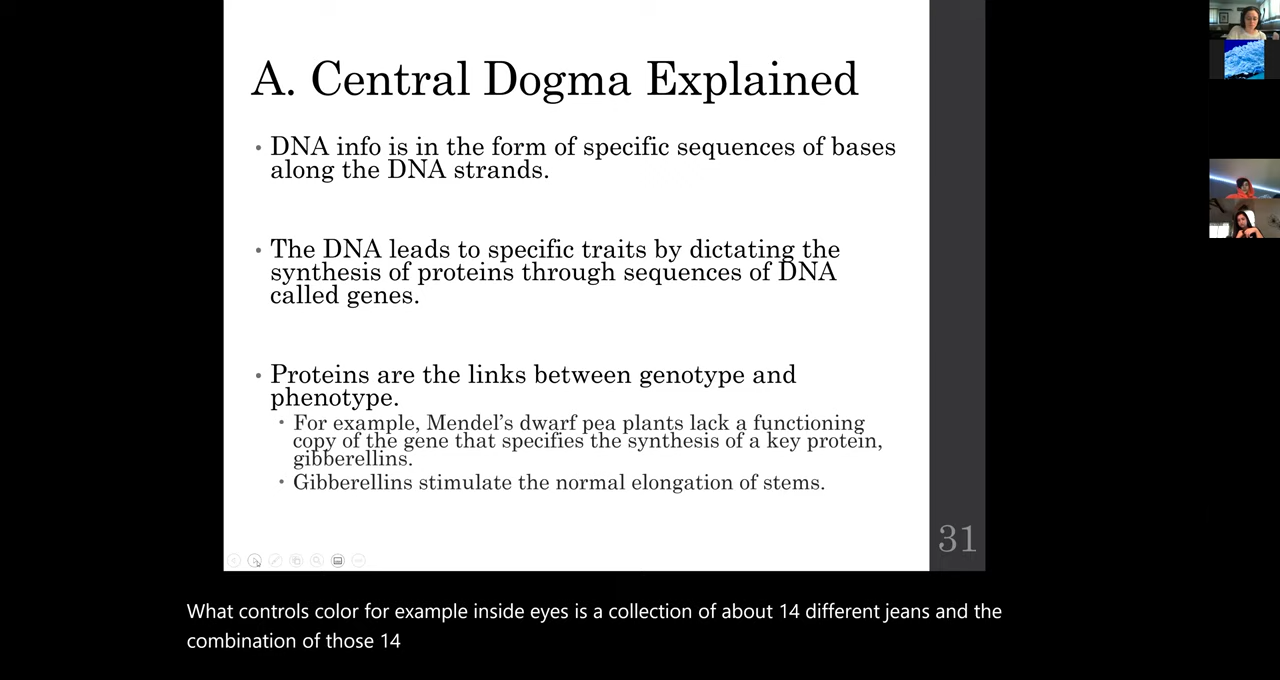 A. Central Dogma Explained
• DNA info is in the form of specific sequences of bases
along the DNA strands.
• The DNA leads to specific traits by dictating the
synthesis of proteins through sequences of DNA
called genes.
• Proteins are the links between genotype and
phenotype.
• For example, Mendel's dwarf pea plants lack a functioning
copy of the gene that specifies the synthesis of a key protein,
gibberellins.
• Gibberellins stimulate the normal elongation of stems.
31
What controls color for example inside eyes is a collection of about 14 different jeans and the
combination of those 14